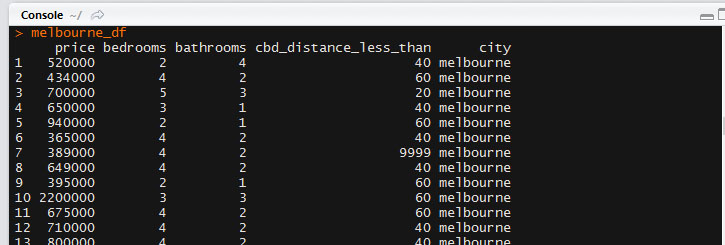 Console ~/
> melbourne_df
price bedrooms bathrooms cbd_distance_less_than city
1 520000 2 4 40 melbourne
2 434000 4 2 60 melbourne
3 700000 5 3 20 melbourne
4 650000 3 1 40 melbourne
5 940000 2 1 60 melbourne
6 365000 4 2 40 melbourne
7 389000 4 2 9999 melbourne
8 649000 4 2 40 melbourne
9 395000 2 1 60 melbourne
10 2200000 3 3 60 melbourne
11 675000 4 2 60 melbourne
12 710000 4 2 40 melbourne
13 800000 4 2 40 melbourne